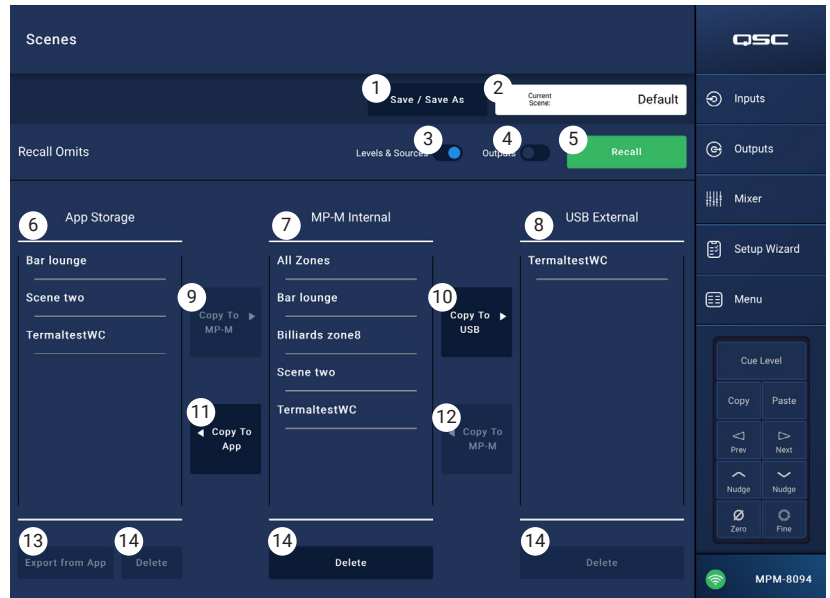 Scenes
QSC
1
Save / Save As
2
Current
Scene:
Default
Inputs
Recall Omits
Levels & Sources
3
Outputs
4
5
Recall
Outputs
Mixer
6
App Storage
7
MP-M Internal
8
USB External
Setup Wizard
Bar lounge
Scene two
TermaltestWC
9
Copy To
MP-M
11
Copy To
App
All Zones
Bar lounge
Billiards zone8
Scene two
TermaltestWC
10
Copy To
USB
12
Copy To
MP-M
TermaltestWC
Menu
Cue Level
Copy
Paste
Prev
Next
Nudge
Nudge
Zero
Fine
13
Export from App
14
Delete
14
Delete
14
Delete
MPM-8094